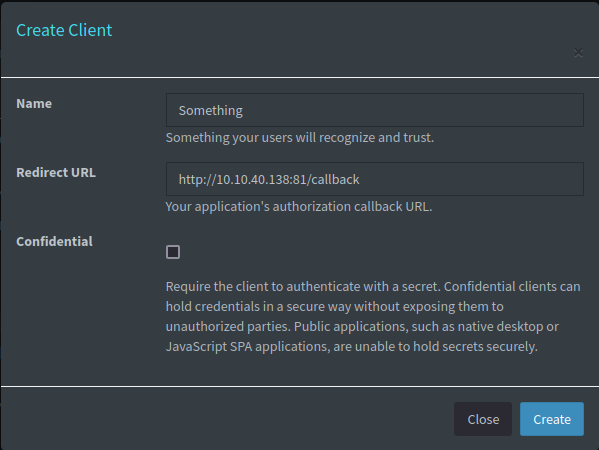 Create Client
×
Name
Something
Something your users will recognize and trust.
Redirect URL
http://10.10.40.138:81/callback
Your application's authorization callback URL.
Confidential
Require the client to authenticate with a secret. Confidential clients can
hold credentials in a secure way without exposing them to
unauthorized parties. Public applications, such as native desktop or
JavaScript SPA applications, are unable to hold secrets securely.
Close
Create